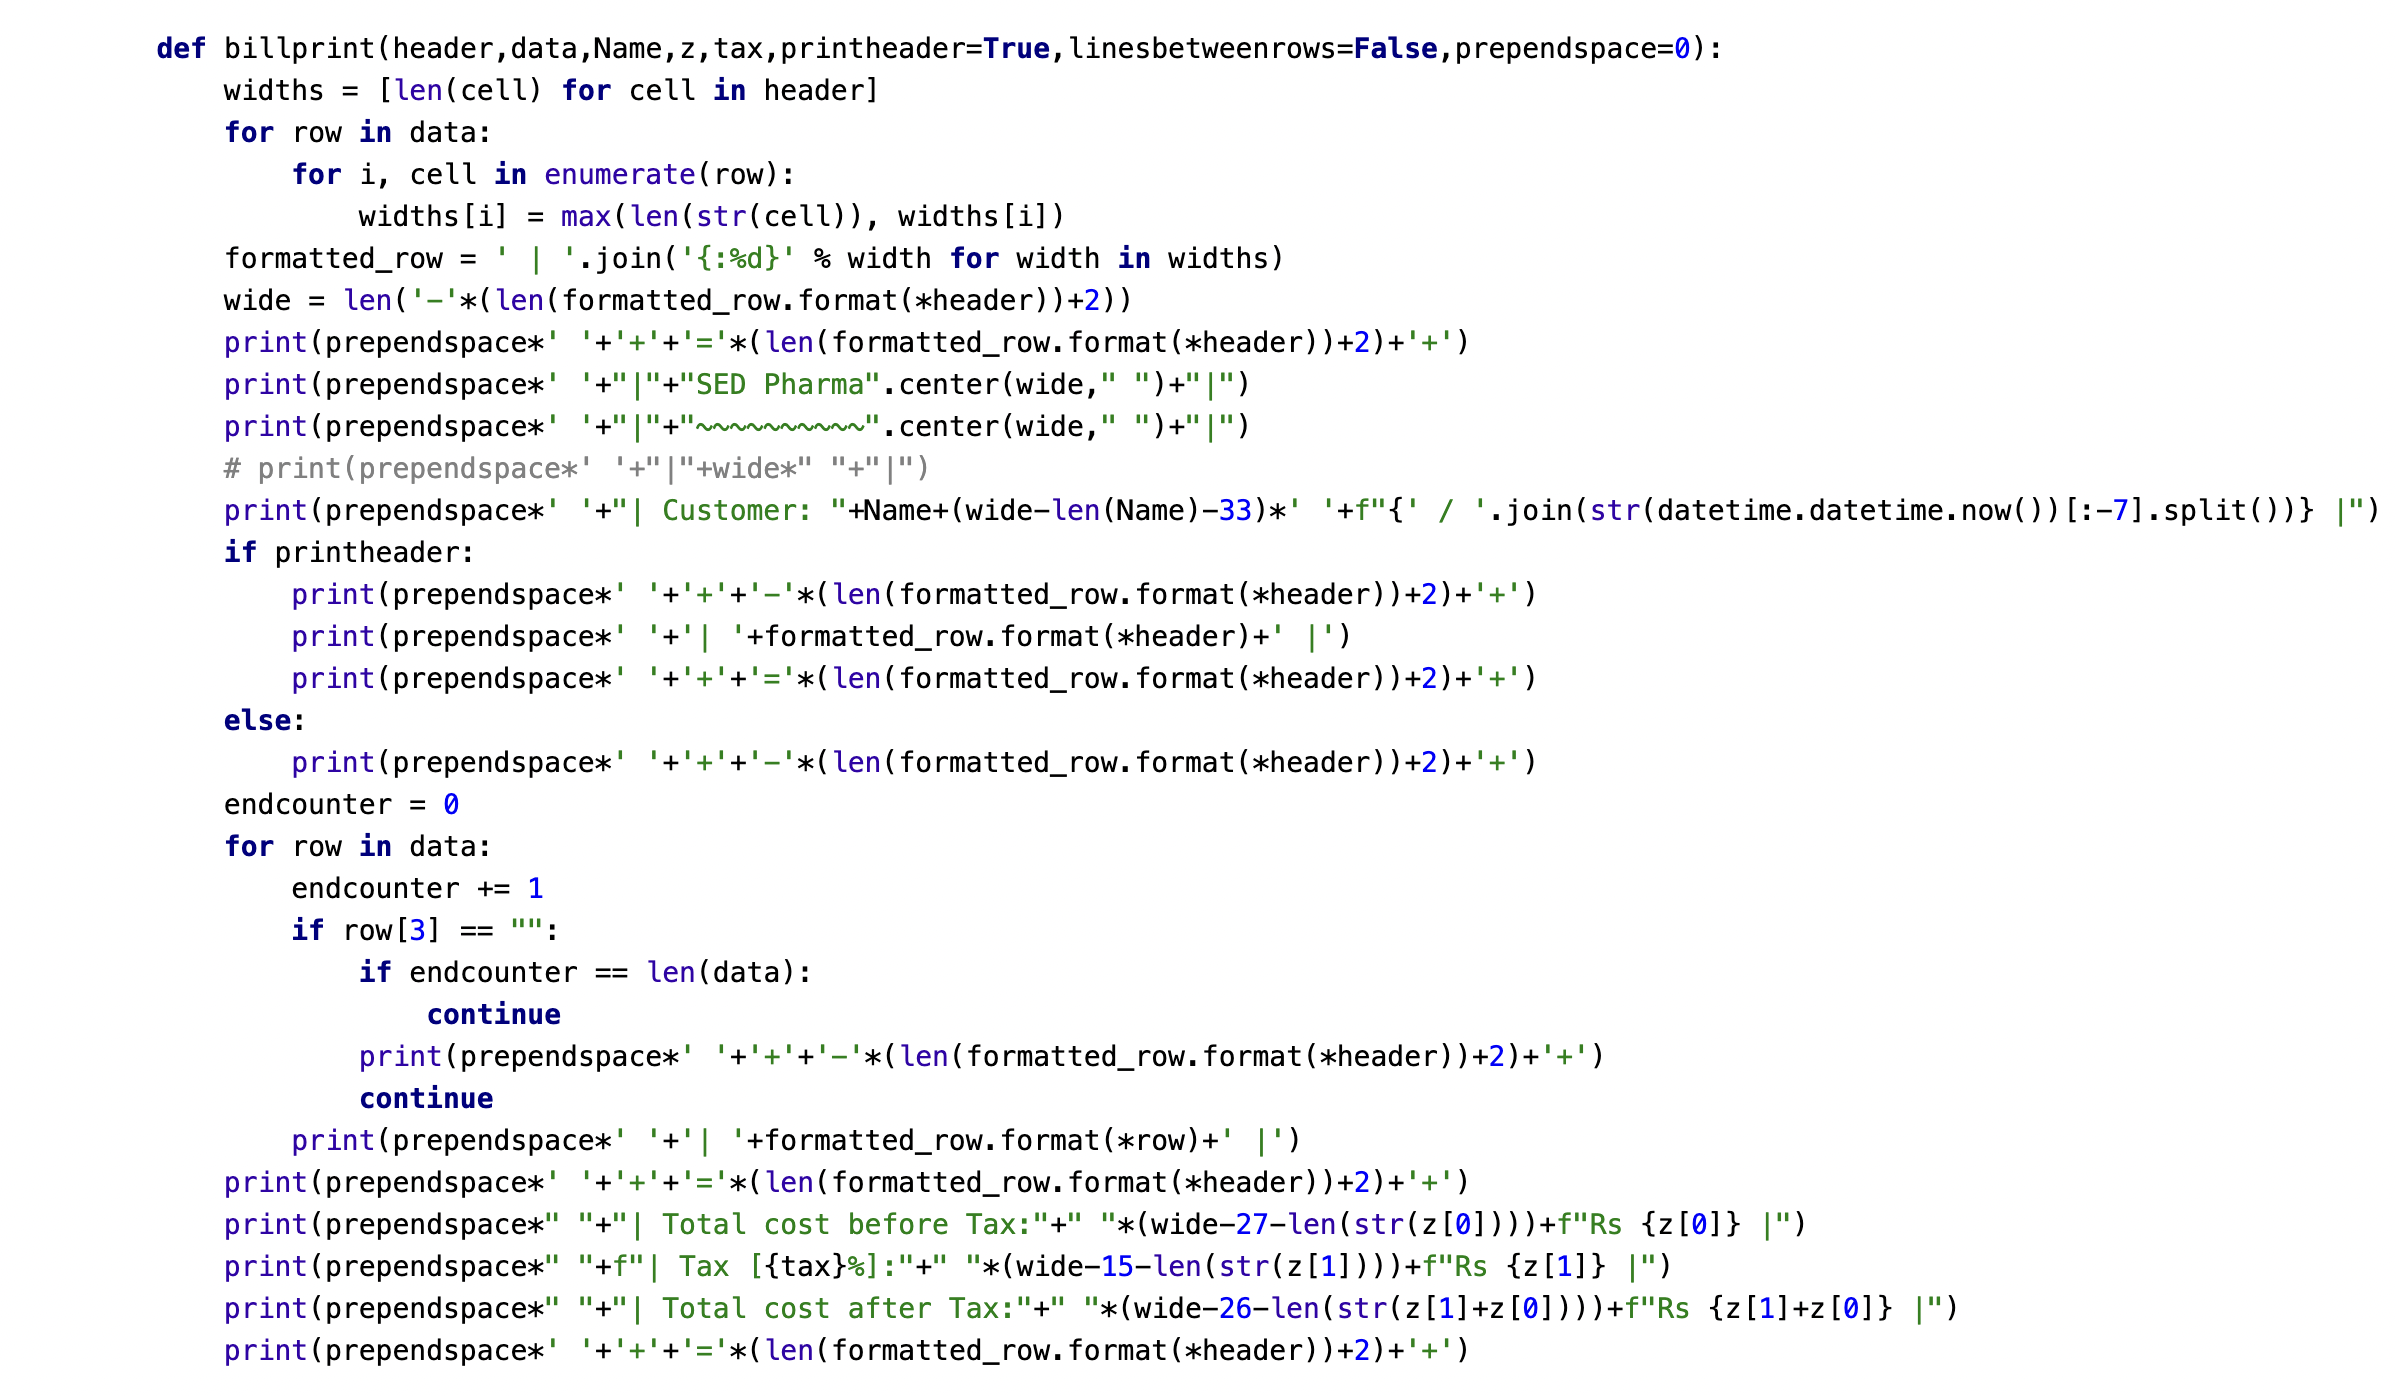 def billprint(header,data,Name,z,tax,printheader=True,linesbetweenrows=False,prependspace=0):
    widths = [len(cell) for cell in header]
    for row in data:
        for i, cell in enumerate(row):
            widths[i] = max(len(str(cell)), widths[i])
    formatted_row = ' | '.join('{:%d}' % width for width in widths)
    wide = len('-'*(len(formatted_row.format(*header))+2))
    print(prependspace*' '+'+'+'='*(len(formatted_row.format(*header))+2)+'+')
    print(prependspace*' '+"|"+"SED Pharma".center(wide," ")+"|")
    print(prependspace*' '+"|"+"~~~~~~~~~~".center(wide," ")+"|")
    # print(prependspace*' '+"|"+wide*" "+"|")
    print(prependspace*' '+"| Customer: "+Name+(wide-len(Name)-33)*' '+f"{' / '.join(str(datetime.datetime.now())[:-7].split())} |")
    if printheader:
        print(prependspace*' '+'+'+'-'*(len(formatted_row.format(*header))+2)+'+')
        print(prependspace*' '+'| '+formatted_row.format(*header)+' |')
        print(prependspace*' '+'+'+'='*(len(formatted_row.format(*header))+2)+'+')
    else:
        print(prependspace*' '+'+'+'-'*(len(formatted_row.format(*header))+2)+'+')
    endcounter = 0
    for row in data:
        endcounter += 1
        if row[3] == "":
            if endcounter == len(data):
                continue
            print(prependspace*' '+'+'+'-'*(len(formatted_row.format(*header))+2)+'+')
            continue
        print(prependspace*' '+'| '+formatted_row.format(*row)+' |')
    print(prependspace*' '+'+'+'='*(len(formatted_row.format(*header))+2)+'+')
    print(prependspace*" "+"| Total cost before Tax:"+" "*(wide-27-len(str(z[0])))+f"Rs {z[0]} |")
    print(prependspace*" "+f"| Tax [{tax}%]:"+" "*(wide-15-len(str(z[1])))+f"Rs {z[1]} |")
    print(prependspace*" "+"| Total cost after Tax:"+" "*(wide-26-len(str(z[1]+z[0])))+f"Rs {z[1]+z[0]} |")
    print(prependspace*' '+'+'+'='*(len(formatted_row.format(*header))+2)+'+')